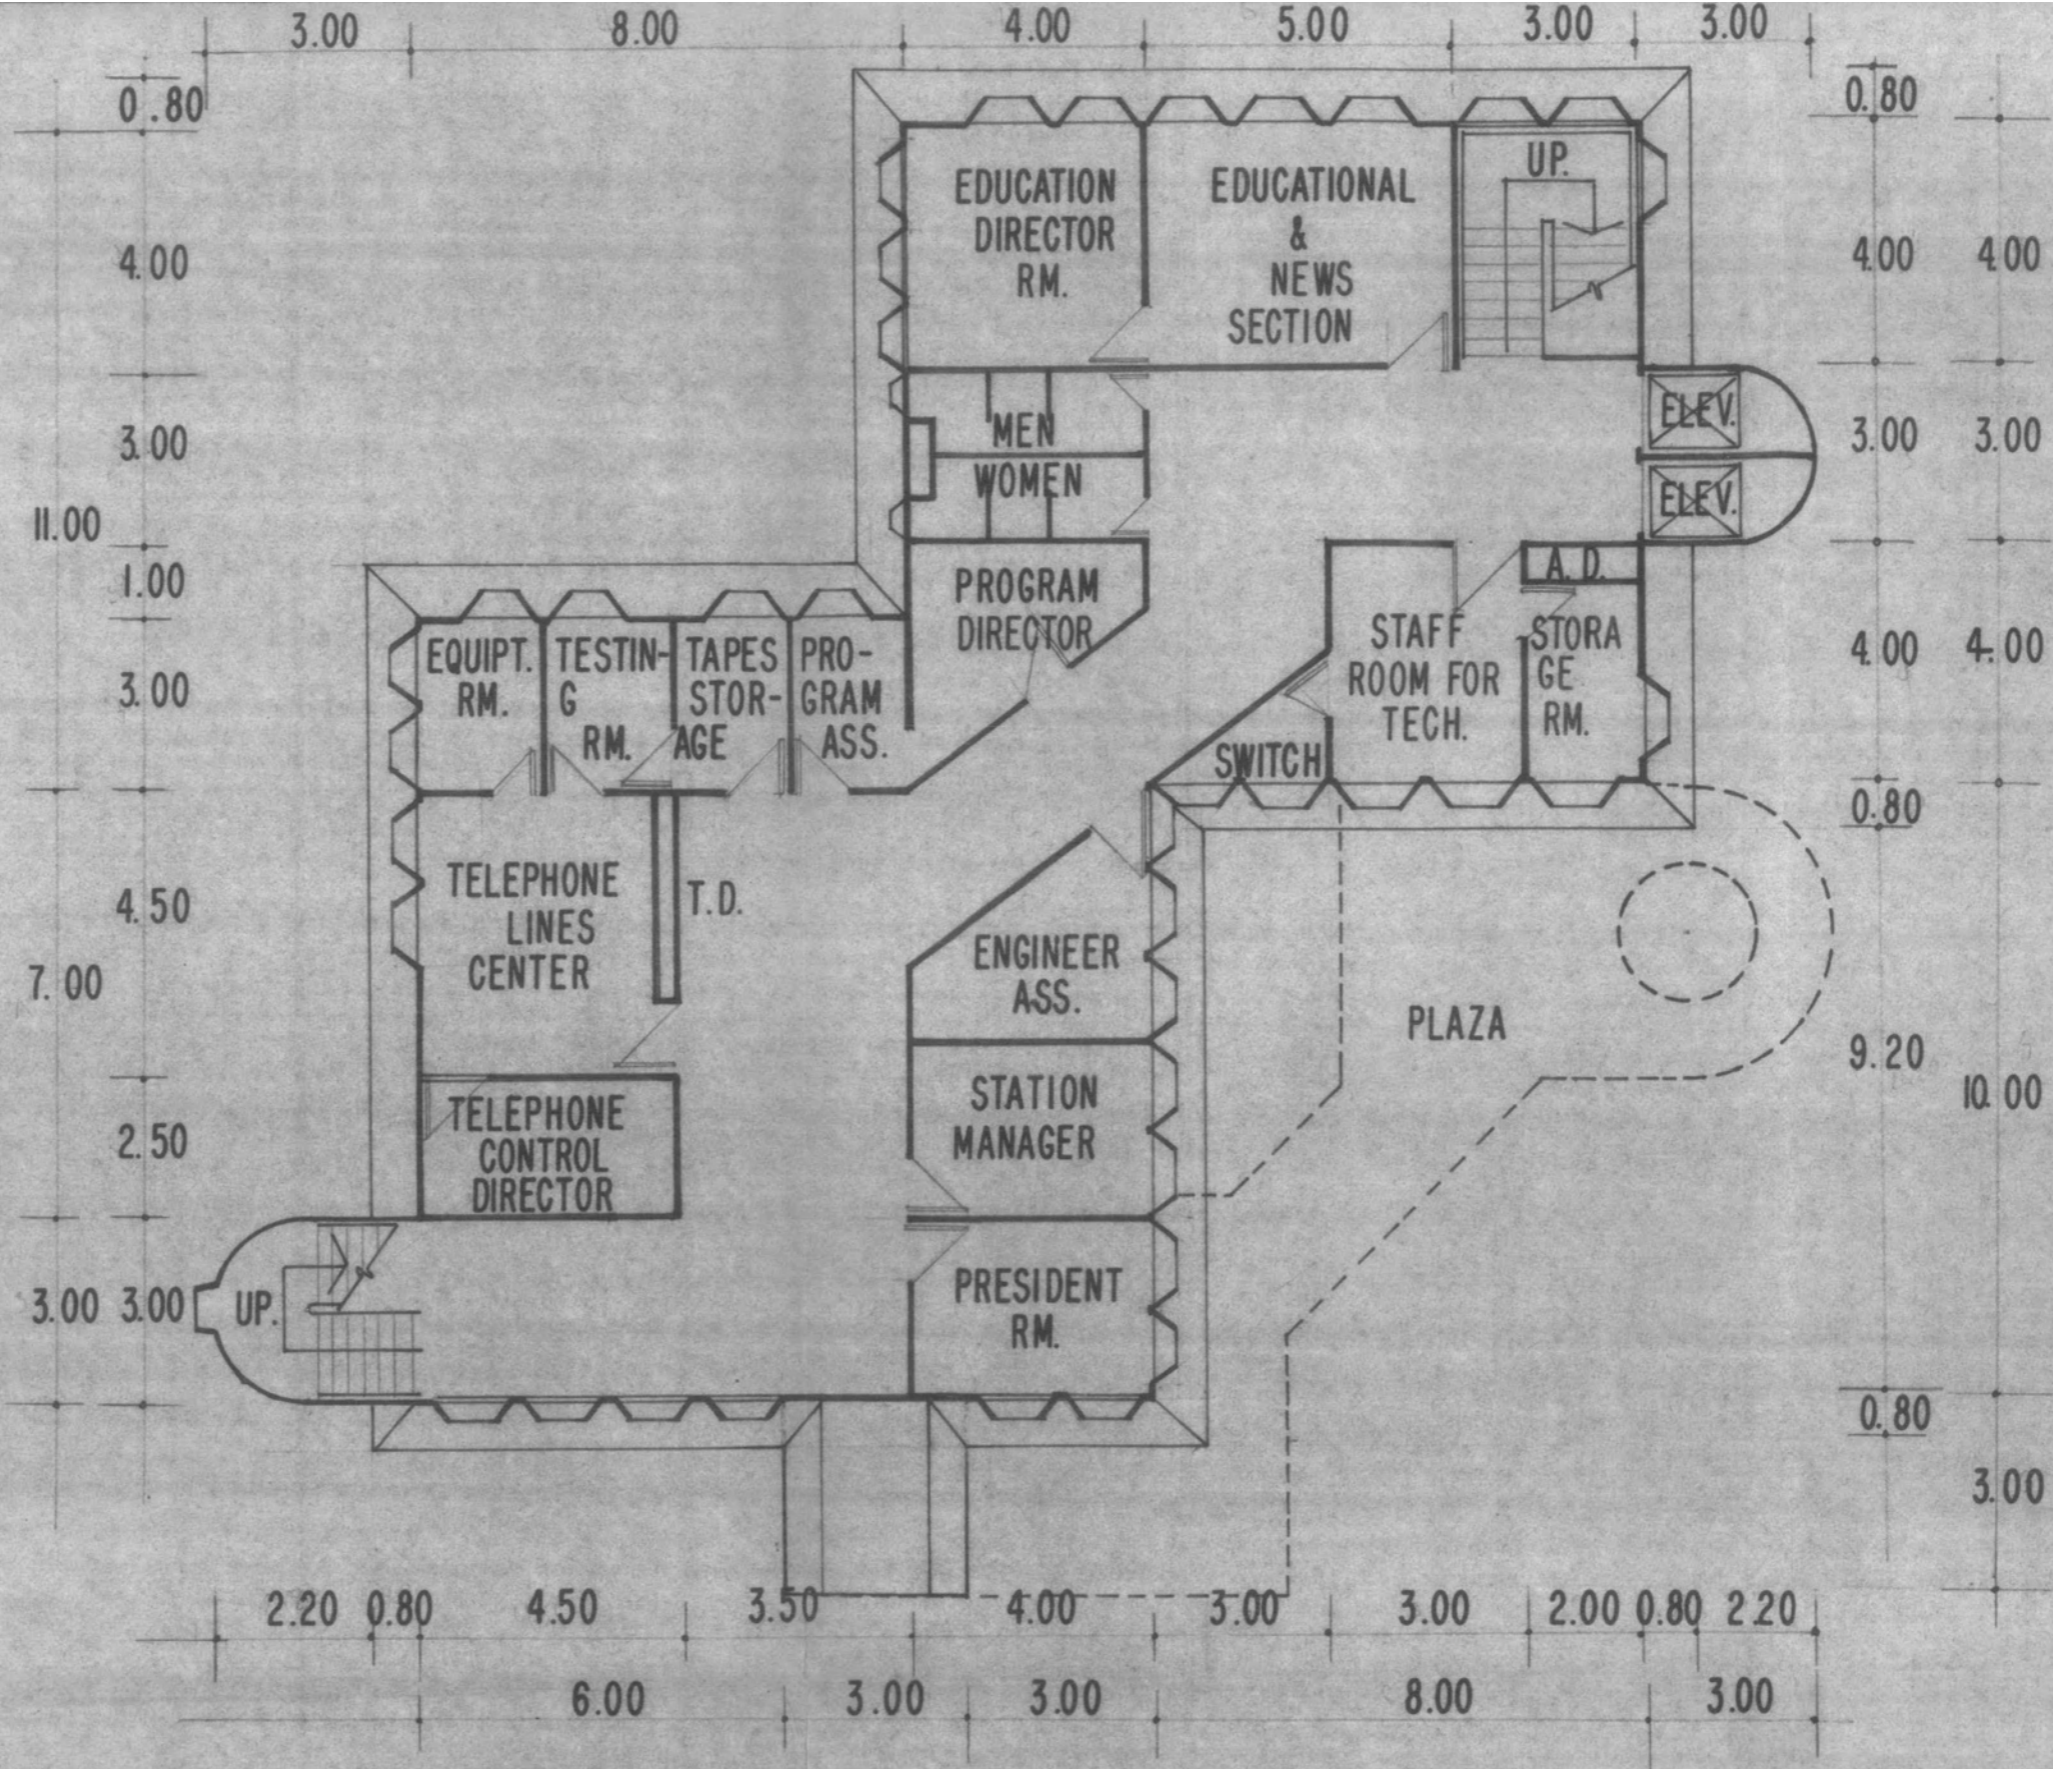 3.00 8.00 4.00 5.00 3.00 3.00
0.80
0.80
4.00
4.00
4.00
3.00
3.00
3.00
11.00
1.00
3.00
4.00
4.00
0.80
4.50
7.00
9.20
10.00
2.50
3.00
3.00
0.80
3.00
EDUCATION
DIRECTOR
RM.
EDUCATIONAL
&
NEWS
SECTION
UP.
MEN
WOMEN
ELEV.
ELEV.
PROGRAM
DIRECTOR
A.D.
STAFF
ROOM FOR
TECH.
STORA
GE
RM.
SWITCH
EQUIPT.
RM.
TESTIN-
G
RM.
TAPES
STOR-
AGE
PRO-
GRAM
ASS.
TELEPHONE
LINES
CENTER
T.D.
ENGINEER
ASS.
PLAZA
STATION
MANAGER
TELEPHONE
CONTROL
DIRECTOR
UP.
PRESIDENT
RM.
2.20 0.80 4.50 3.50 4.00 3.00 3.00 2.00 0.80 2.20
6.00 3.00 3.00 8.00 3.00